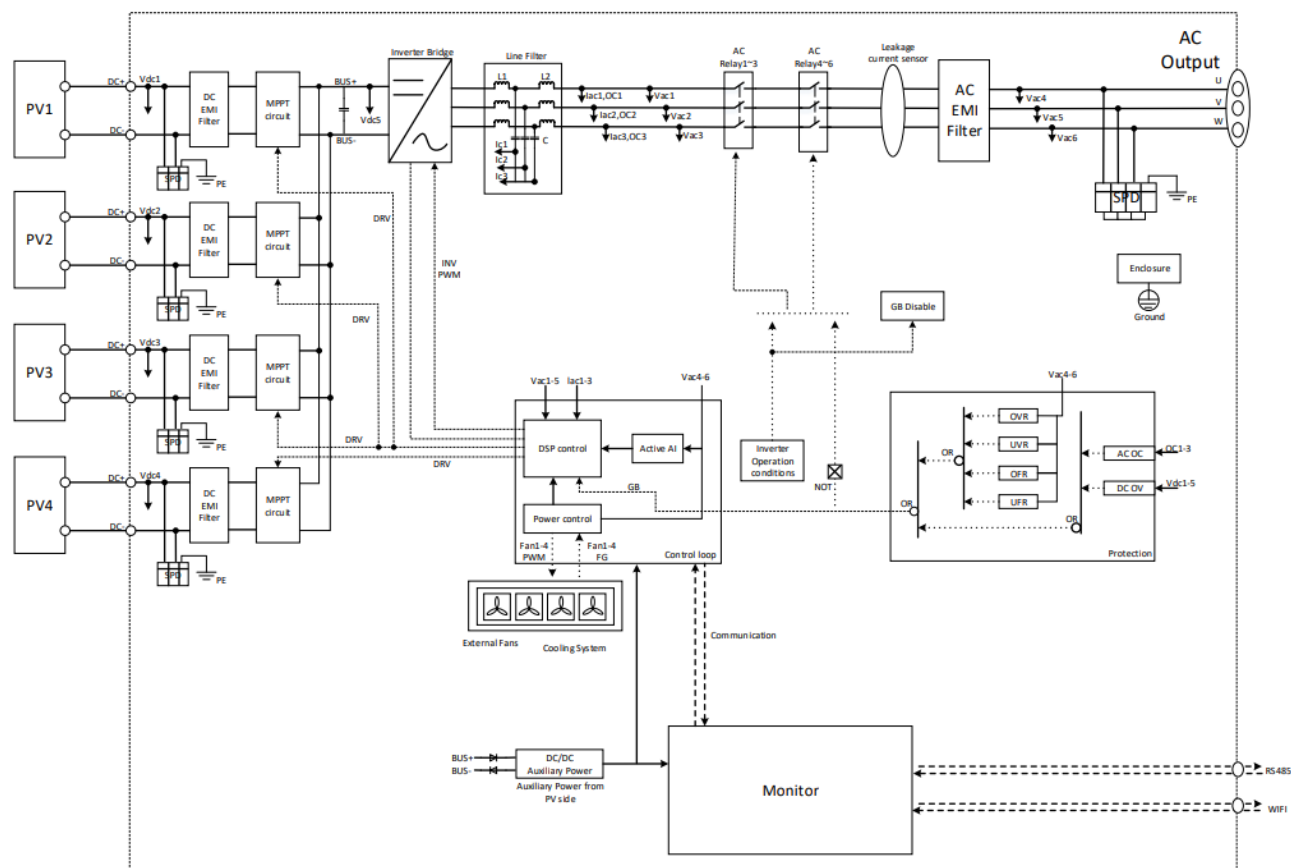 AC
Output
Inverter Bridge
Line Filter
AC
Relay1~3
AC
Relay4~6
Leakage
current sensor
PV1
DC+
Vdc1
DC
EMI
Filter
MPPT
circuit
DC-
SPD
PE
BUS+
Vdc5
BUS-
L1
L2
Iac1,OC1
Vac1
Iac2,OC2
Vac2
Iac3,OC3
Vac3
C
Ic1
Ic2
Ic3
AC
EMI
Filter
Vac4
Vac5
Vac6
U
V
W
SPD
PE
PV2
DC+
Vdc2
DC
EMI
Filter
MPPT
circuit
DC-
SPD
PE
DRV
INV
PWM
DRV
Enclosure
Ground
GB Disable
PV3
DC+
Vdc3
DC
EMI
Filter
MPPT
circuit
DC-
SPD
PE
DRV
PV4
DC+
Vdc4
DC
EMI
Filter
MPPT
circuit
DC-
SPD
PE
DRV
Vac1-5
Iac1-3
Vac4-6
DSP control
Active AI
GB
Power control
Fan1-4
PWM
Fan1-4
FG
Control loop
Inverter
Operation
conditions
NOT
Vac4-6
OVR
UVR
OFR
UFR
OR
OR
OR
AC OC
OC1-3
DC OV
Vdc1-5
Protection
External Fans
Cooling System
Communication
BUS+
BUS-
DC/DC
Auxiliary Power
Auxiliary Power from
PV side
Monitor
RS485
WIFI